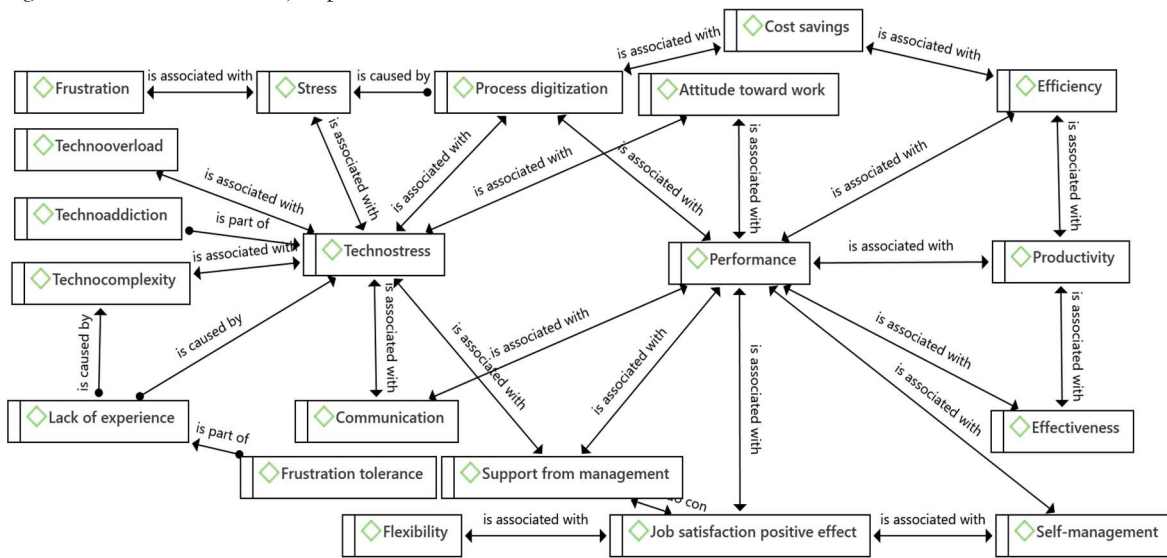 Cost savings
is associated with
is associated with
is associated with
is caused by
Frustration
Stress
Process digitization
Attitude toward work
Efficiency
Technooverload
is associated with
is associated with
is associated with
is associated with
is associated with
is associated with
is associated with
is associated with
Technoaddiction
is part of
is associated with
Technostress
Performance
is associated with
Productivity
Technocomplexity
is caused by
is caused by
is associated with
is associated with
is associated with
is associated with
is associated with
is associated with
is associated with
is associated with
Lack of experience
Communication
Effectiveness
is part of
Frustration tolerance
Support from management
con
is associated with
is associated with
Flexibility
Job satisfaction positive effect
Self-management